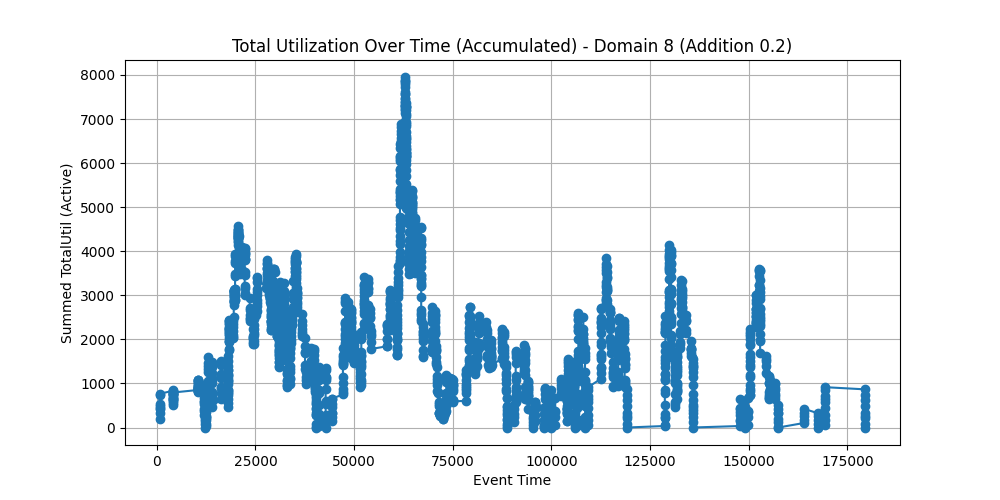 Total Utilization Over Time (Accumulated) - Domain 8 (Addition 0.2)
Summed TotalUtil (Active)
8000
7000
6000
5000
4000
3000
2000
1000
0
0 25000 50000 75000 100000 125000 150000 175000
Event Time